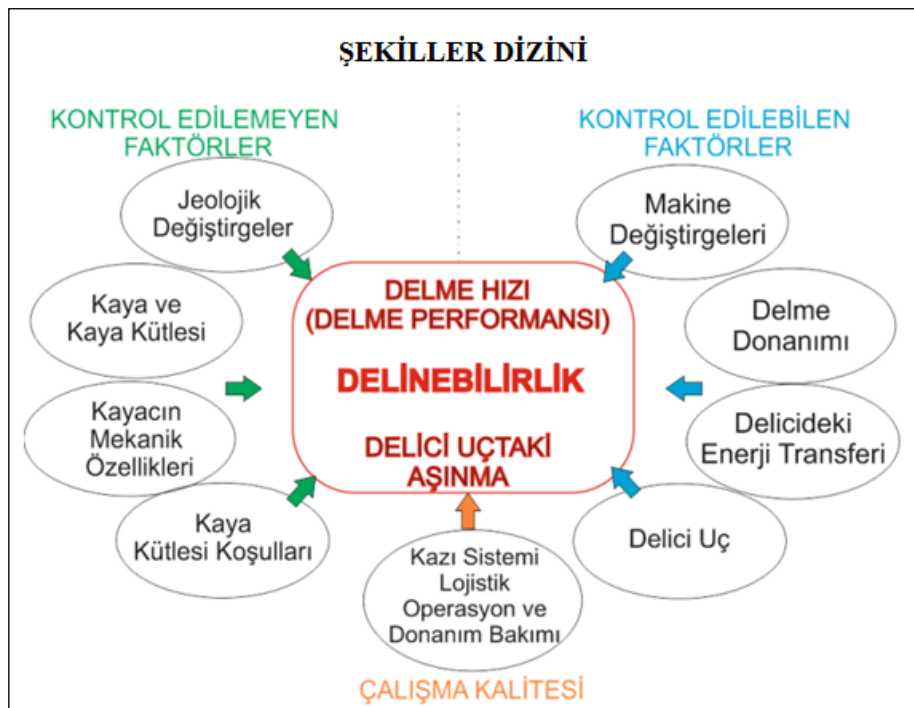 ŞEKİLLER DİZİNİ
KONTROL EDİLEMEYEN
FAKTÖRLER
Jeolojik
Değiştirgeler
Kaya ve
Kaya Kütlesi
Kayacın
Mekanik
Özellikleri
Kaya
Kütlesi Koşulları
DELME HIZI
(DELME PERFORMANSI)
DELİNEBİLİRLİK
DELİCİ UÇTAKİ
AŞINMA
KONTROL EDİLEBİLEN
FAKTÖRLER
Makine
Değiştirgeleri
Delme
Donanımı
Delicideki
Enerji Transferi
Delici Uç
Kazı Sistemi
Lojistik
Operasyon ve
Donanım Bakımı
ÇALIŞMA KALİTESİ